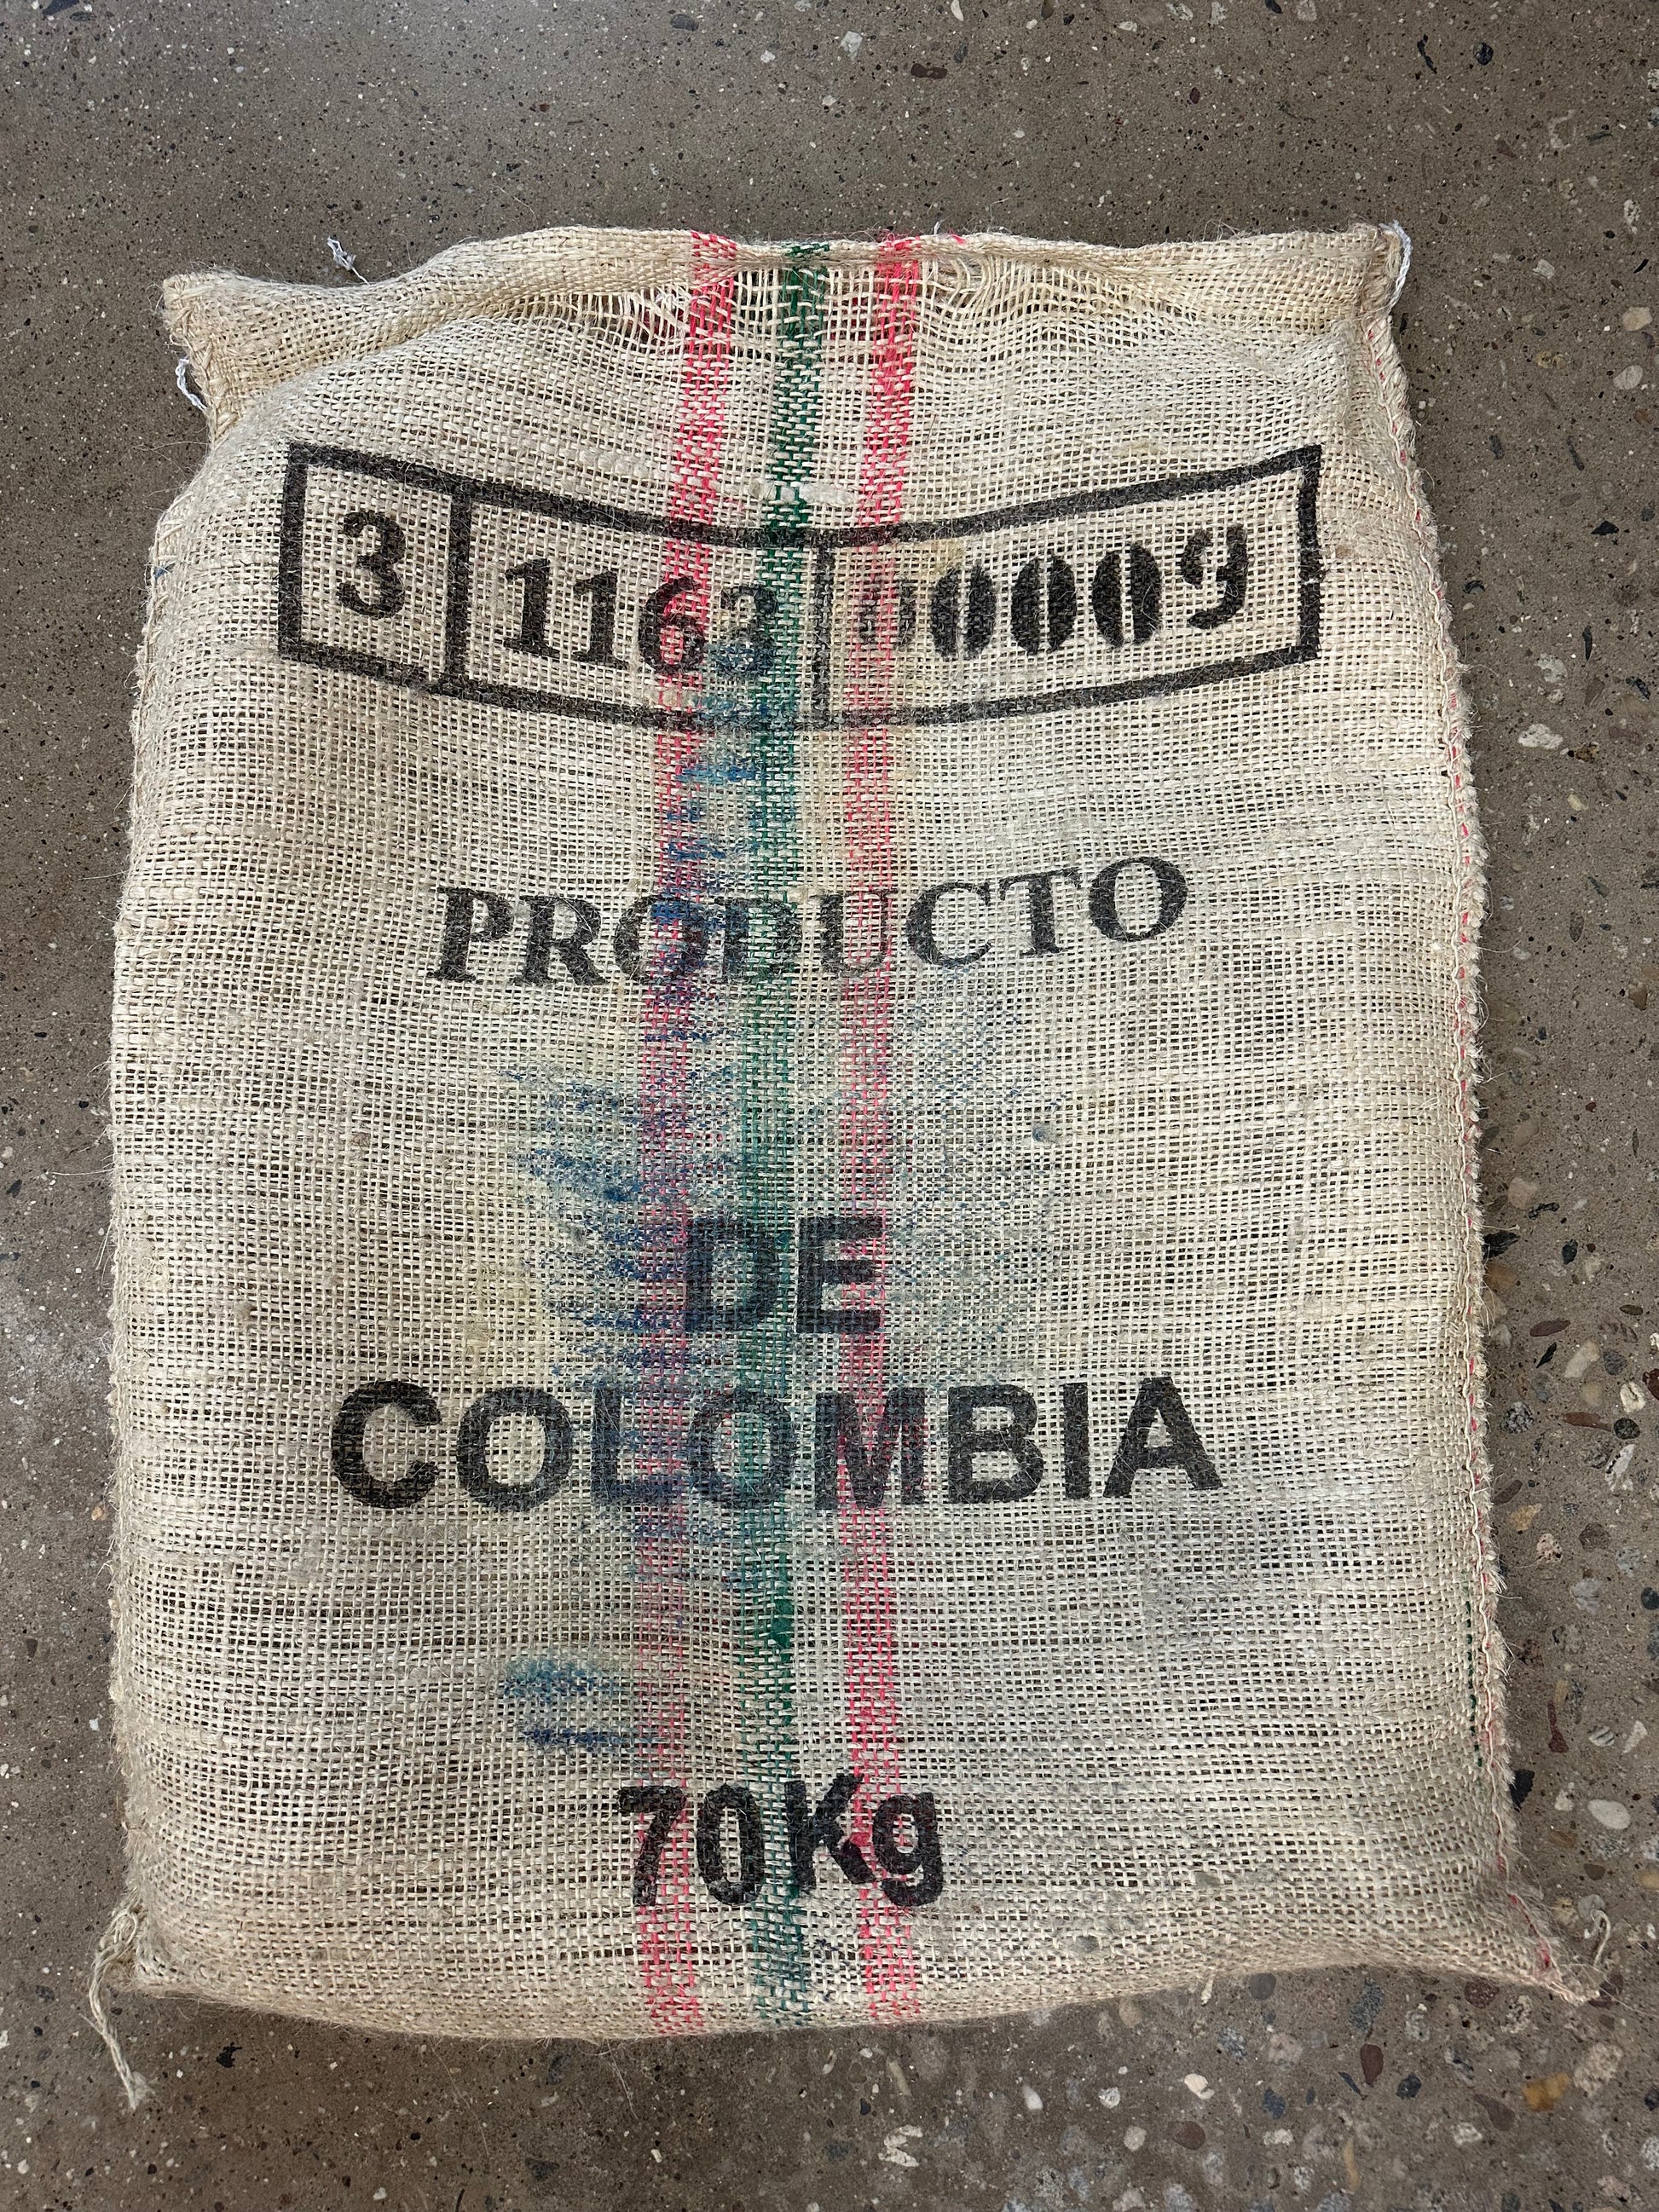 3 1163 00009
PRODUCTO
DE
COLOMBIA
70Kg